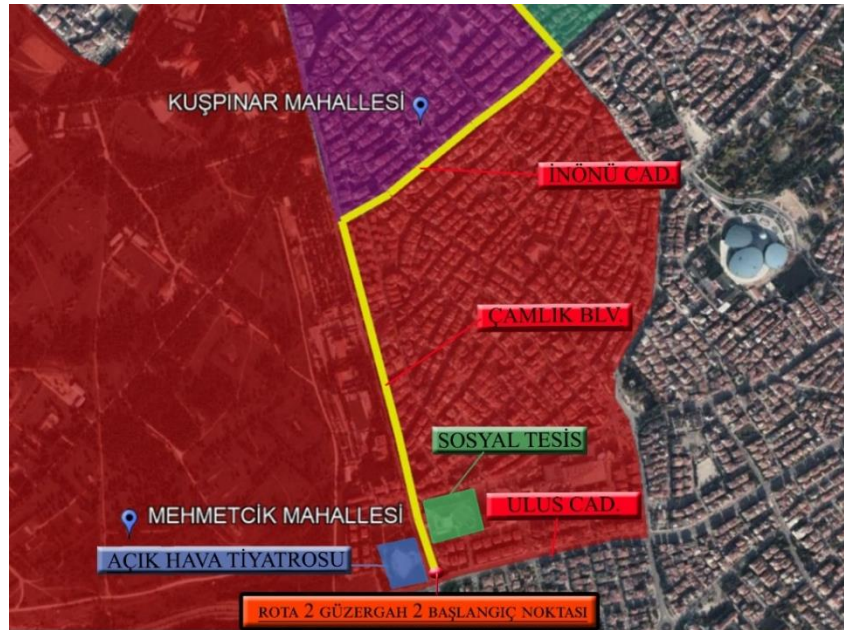 KUŞPINAR MAHALLESİ
İNÖNÜ CAD.
ÇAMLIK BLV.
SOSYAL TESİS
ULUS CAD.
MEHMETCİK MAHALLESİ
AÇIK HAVA TİYATROSU
ROTA 2 GÜZERGAH 2 BAŞLANGIÇ NOKTASI